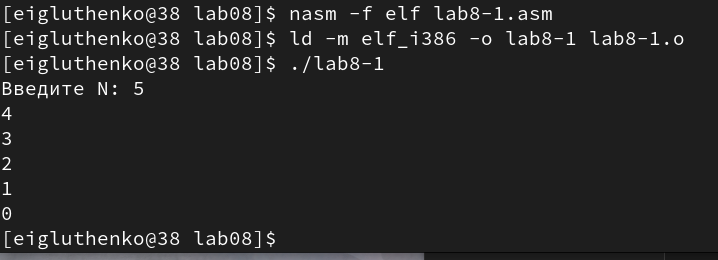 [eigluthenko@38 lab08]$ nasm -f elf lab8-1.asm
[eigluthenko@38 lab08]$ ld -m elf_i386 -o lab8-1 lab8-1.o
[eigluthenko@38 lab08]$ ./lab8-1
Введите N: 5
4
3
2
1
0
[eigluthenko@38 lab08]$